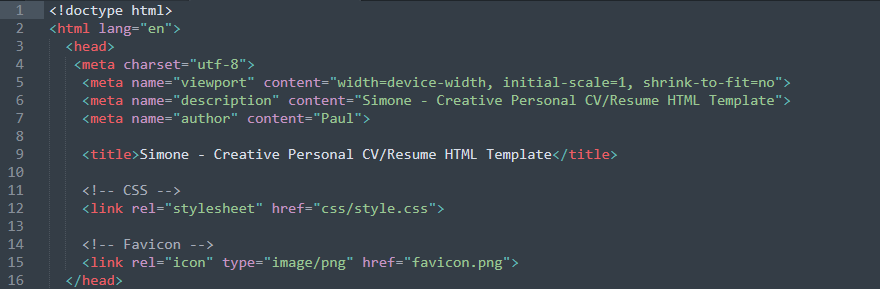 1 <!doctype html>
2 <html lang="en">
3 <head>
4 <meta charset="utf-8">
5 <meta name="viewport" content="width=device-width, initial-scale=1, shrink-to-fit=no">
6 <meta name="description" content="Simone - Creative Personal CV/Resume HTML Template">
7 <meta name="author" content="Paul">
8
9 <title>Simone - Creative Personal CV/Resume HTML Template</title>
10
11 <!-- CSS -->
12 <link rel="stylesheet" href="css/style.css">
13
14 <!-- Favicon -->
15 <link rel="icon" type="image/png" href="favicon.png">
16 </head>